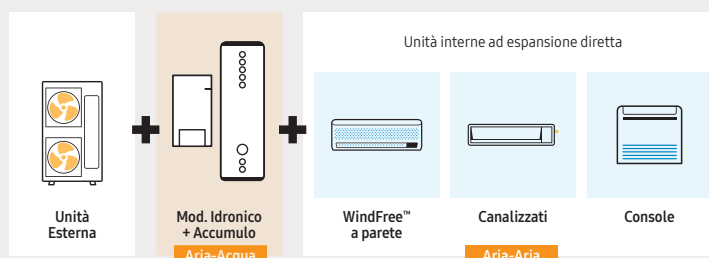 Unità interne ad espansione diretta
Unità
Esterna
Mod. Idronico
+ Accumulo
Aria-Acqua
WindFree™
a parete
Canalizzati
Aria-Aria
Console